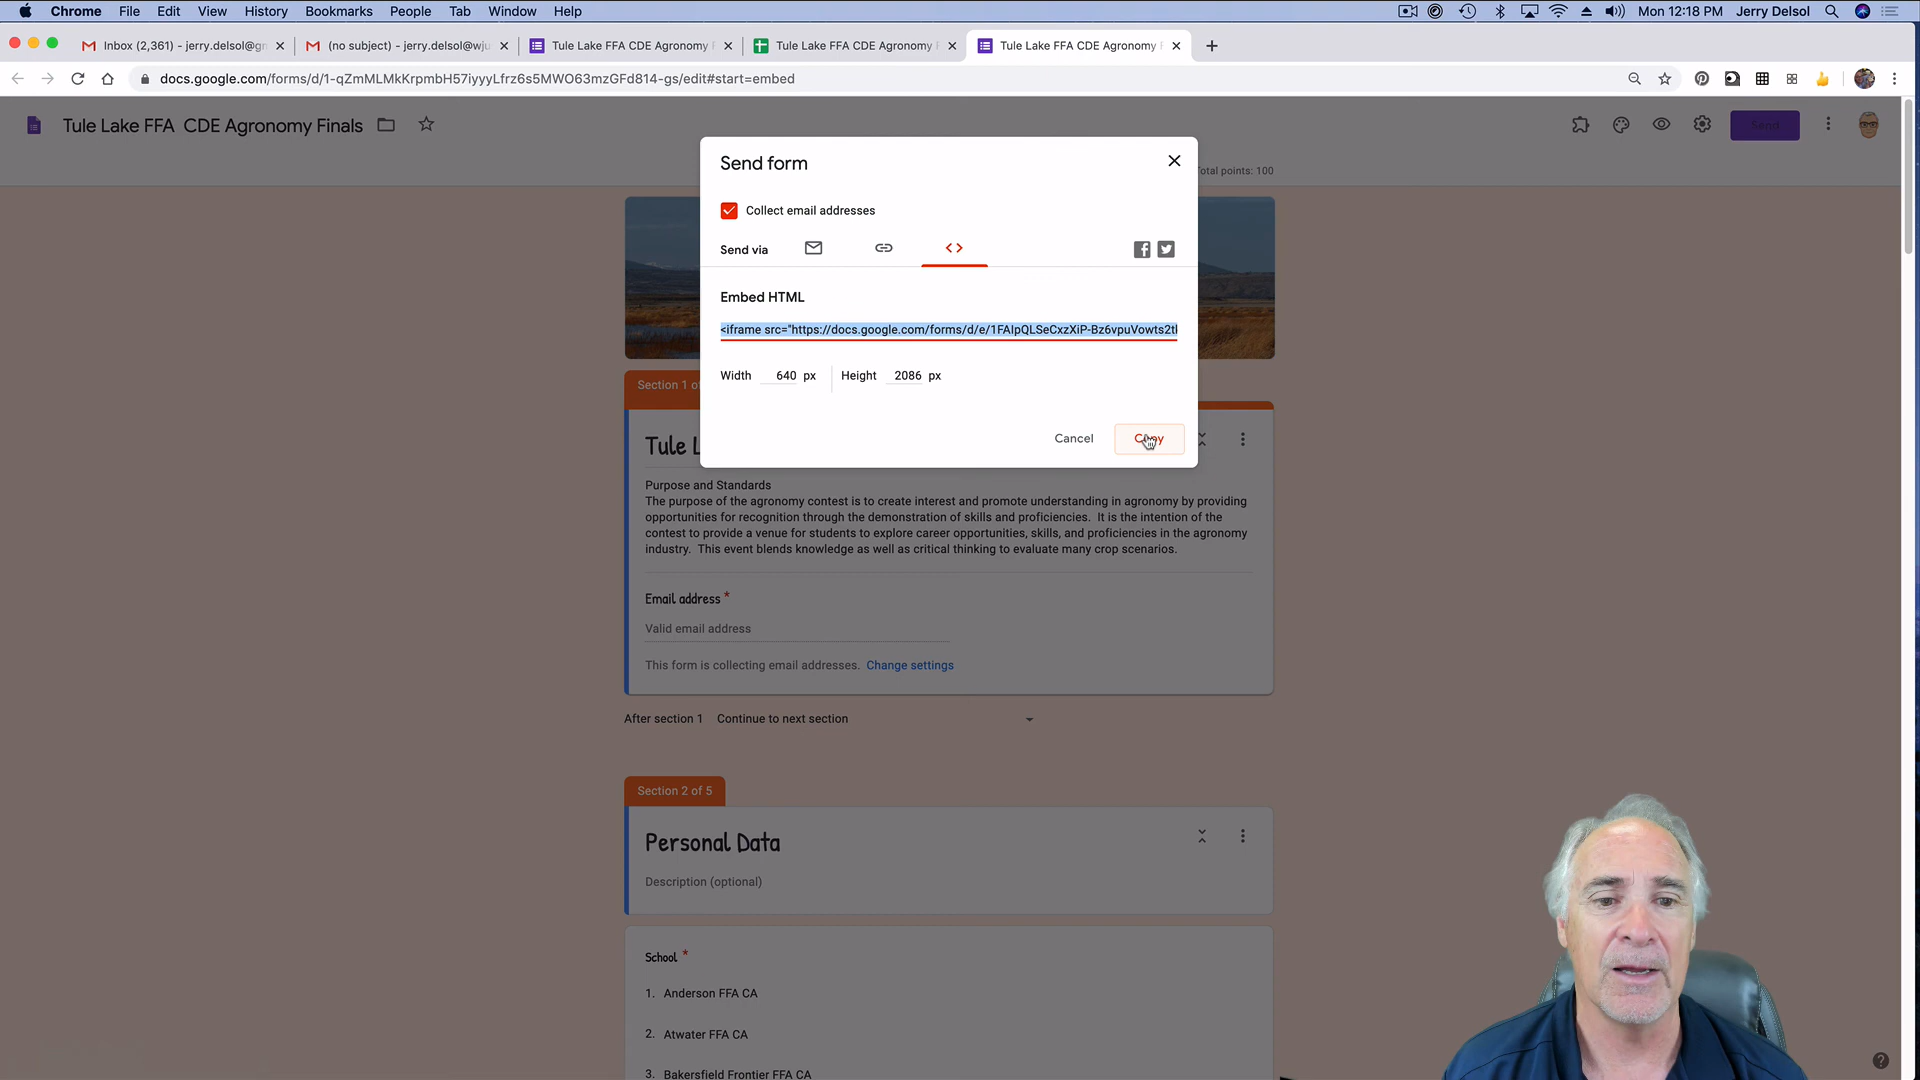 Chrome File Edit View History Bookmarks People Tab Window Help
Mon 12:18 PM Jerry Delsol
Inbox (2,361) - jerry.delsol@gm
(no subject) - jerry.delsol@wju
Tule Lake FFA CDE Agronomy F
Tule Lake FFA CDE Agronomy F
Tule Lake FFA CDE Agronomy F
docs.google.com/forms/d/1-qZmMLMkKrpmbH57iyyyLfrz6s5MWO63mzGFd814-gs/edit#start=embed
Tule Lake FFA CDE Agronomy Finals
Send
Total points: 100
Send form
Collect email addresses
Send via
Embed HTML
<iframe src="https://docs.google.com/forms/d/e/1FAIpQLSeCxzXiP-Bz6vpuVowts2tl
Width 640 px Height 2086 px
Cancel Copy
Section 1 of
Tule L
Purpose and Standards
The purpose of the agronomy contest is to create interest and promote understanding in agronomy by providing
opportunities for recognition through the demonstration of skills and proficiencies. It is the intention of the
contest to provide a venue for students to explore career opportunities, skills, and proficiencies in the agronomy
industry. This event blends knowledge as well as critical thinking to evaluate many crop scenarios.
Email address *
Valid email address
This form is collecting email addresses. Change settings
After section 1 Continue to next section
Section 2 of 5
Personal Data
Description (optional)
School *
1. Anderson FFA CA
2. Atwater FFA CA
3. Bakersfield Frontier FFA CA